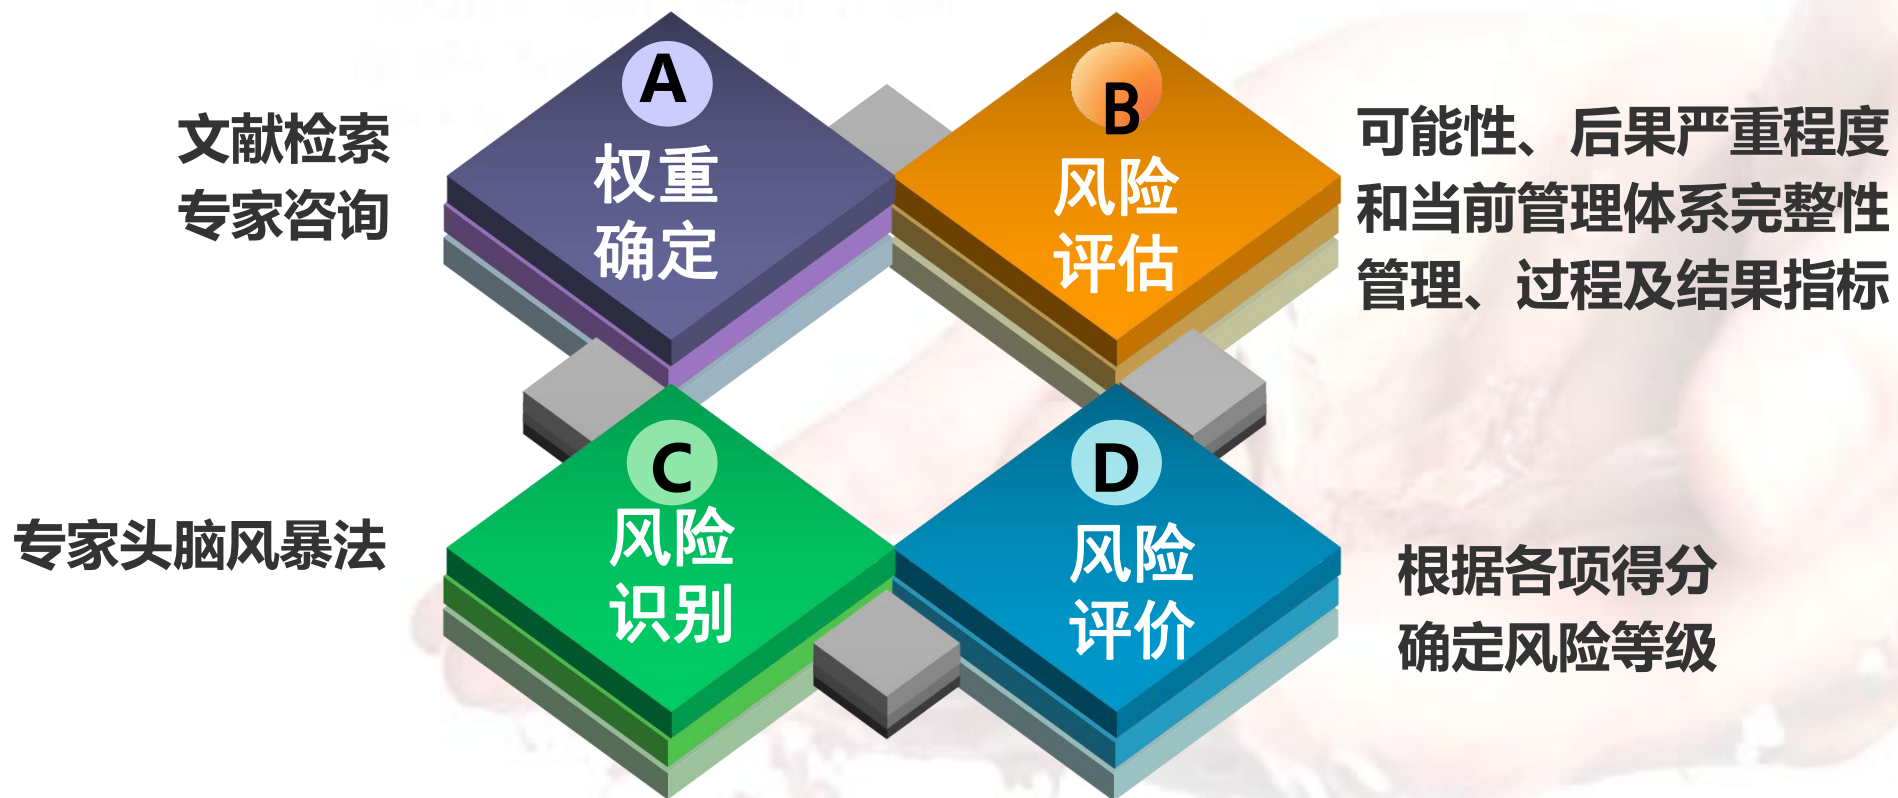 文献检索
专家咨询
A
权重
确定
B
风险
评估
可能性、后果严重程度
和当前管理体系完整性
管理、过程及结果指标
专家头脑风暴法
C
风险
识别
D
风险
评价
根据各项得分
确定风险等级